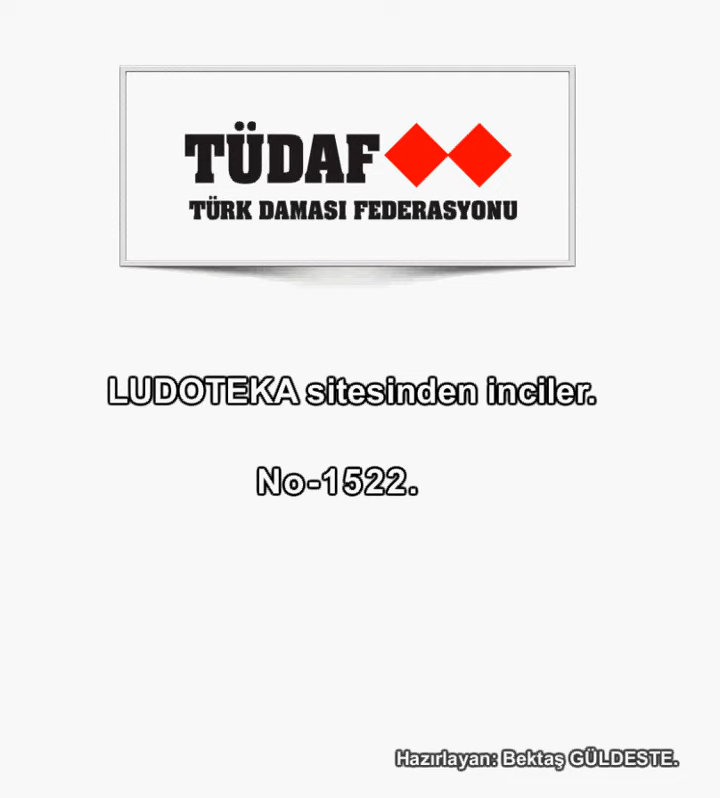 TÜDAF
TÜRK DAMASI FEDERASYONU
LUDOTEKA sitesinden inciler.
No-1522.
Hazırlayan: Bektaş GÜLDESTE.